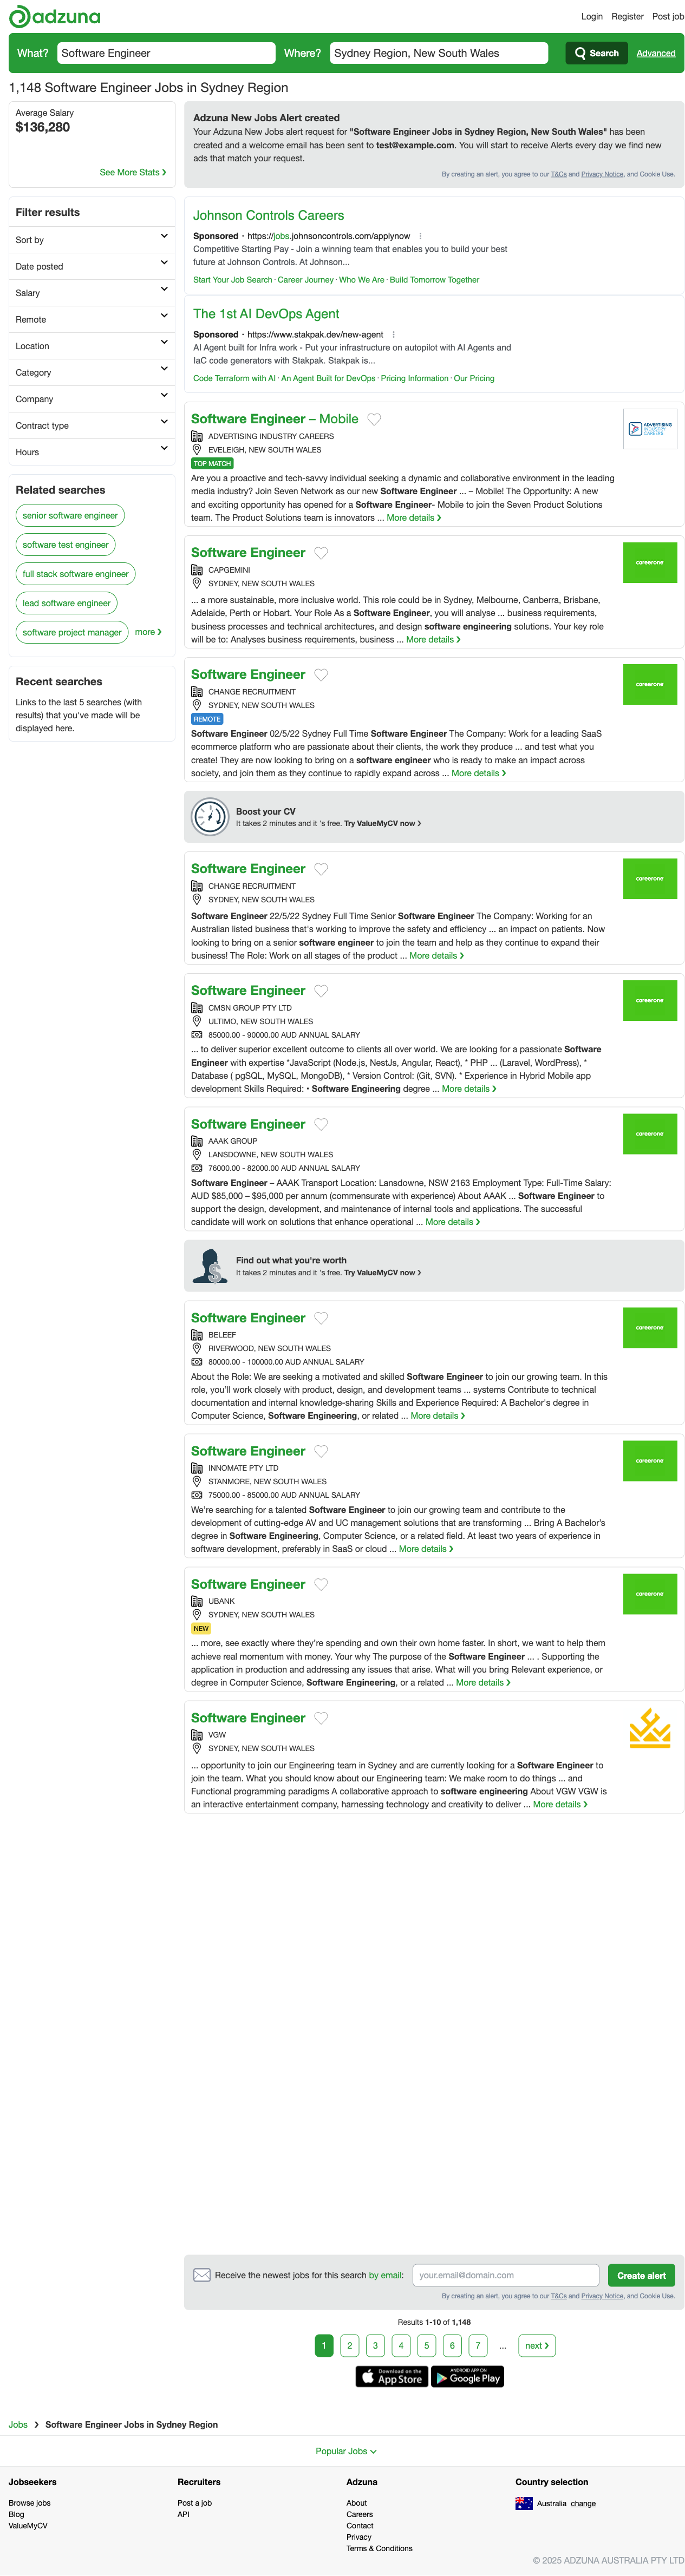 adzuna
Login Register Post job
What? Software Engineer Where? Sydney Region, New South Wales Search Advanced
1,148 Software Engineer Jobs in Sydney Region
Average Salary
$136,280
See More Stats ❯
Filter results
Sort by
Date posted
Salary
Remote
Location
Category
Company
Contract type
Hours
Related searches
senior software engineer
software test engineer
full stack software engineer
lead software engineer
software project manager more ❯
Recent searches
Links to the last 5 searches (with
results) that you've made will be
displayed here.
Adzuna New Jobs Alert created
Your Adzuna New Jobs alert request for "Software Engineer Jobs in Sydney Region, New South Wales" has been
created and a welcome email has been sent to test@example.com. You will start to receive Alerts every day we find new
ads that match your request.
By creating an alert, you agree to our T&Cs and Privacy Notice, and Cookie Use.
Johnson Controls Careers
Sponsored · https://jobs.johnsoncontrols.com/applynow
Competitive Starting Pay - Join a winning team that enables you to build your best
future at Johnson Controls. At Johnson...
Start Your Job Search · Career Journey · Who We Are · Build Tomorrow Together
The 1st AI DevOps Agent
Sponsored · https://www.stakpak.dev/new-agent
AI Agent built for Infra work - Put your infrastructure on autopilot with AI Agents and
IaC code generators with Stakpak. Stakpak is...
Code Terraform with AI · An Agent Built for DevOps · Pricing Information · Our Pricing
Software Engineer – Mobile
ADVERTISING INDUSTRY CAREERS
EVELEIGH, NEW SOUTH WALES
TOP MATCH
Are you a proactive and tech-savvy individual seeking a dynamic and collaborative environment in the leading
media industry? Join Seven Network as our new Software Engineer ... – Mobile! The Opportunity: A new
and exciting opportunity has opened for a Software Engineer- Mobile to join the Seven Product Solutions
team. The Product Solutions team is innovators ... More details ❯
ADVERTISING
INDUSTRY
CAREERS
Software Engineer
CAPGEMINI
SYDNEY, NEW SOUTH WALES
... a more sustainable, more inclusive world. This role could be in Sydney, Melbourne, Canberra, Brisbane,
Adelaide, Perth or Hobart. Your Role As a Software Engineer, you will analyse ... business requirements,
business processes and technical architectures, and design software engineering solutions. Your key role
will be to: Analyses business requirements, business ... More details ❯
careerone
Software Engineer
CHANGE RECRUITMENT
SYDNEY, NEW SOUTH WALES
REMOTE
Software Engineer 02/5/22 Sydney Full Time Software Engineer The Company: Work for a leading SaaS
ecommerce platform who are passionate about their clients, the work they produce ... and test what you
create! They are now looking to bring on a software engineer who is ready to make an impact across
society, and join them as they continue to rapidly expand across ... More details ❯
careerone
Boost your CV
It takes 2 minutes and it 's free. Try ValueMyCV now ❯
Software Engineer
CHANGE RECRUITMENT
SYDNEY, NEW SOUTH WALES
Software Engineer 22/5/22 Sydney Full Time Senior Software Engineer The Company: Working for an
Australian listed business that's working to improve the safety and efficiency ... an impact on patients. Now
looking to bring on a senior software engineer to join the team and help as they continue to expand their
business! The Role: Work on all stages of the product ... More details ❯
careerone
Software Engineer
CMSN GROUP PTY LTD
ULTIMO, NEW SOUTH WALES
85000.00 - 90000.00 AUD ANNUAL SALARY
... to deliver superior excellent outcome to clients all over world. We are looking for a passionate Software
Engineer with expertise *JavaScript (Node.js, NestJs, Angular, React), * PHP ... (Laravel, WordPress), *
Database ( pgSQL, MySQL, MongoDB), * Version Control: (Git, SVN). * Experience in Hybrid Mobile app
development Skills Required: • Software Engineering degree ... More details ❯
careerone
Software Engineer
AAAK GROUP
LANSDOWNE, NEW SOUTH WALES
76000.00 - 82000.00 AUD ANNUAL SALARY
Software Engineer – AAAK Transport Location: Lansdowne, NSW 2163 Employment Type: Full-Time Salary:
AUD $85,000 – $95,000 per annum (commensurate with experience) About AAAK ... Software Engineer to
support the design, development, and maintenance of internal tools and applications. The successful
candidate will work on solutions that enhance operational ... More details ❯
careerone
Find out what you're worth
It takes 2 minutes and it 's free. Try ValueMyCV now ❯
Software Engineer
BELEEF
RIVERWOOD, NEW SOUTH WALES
80000.00 - 100000.00 AUD ANNUAL SALARY
About the Role: We are seeking a motivated and skilled Software Engineer to join our growing team. In this
role, you'll work closely with product, design, and development teams ... systems Contribute to technical
documentation and internal knowledge-sharing Skills and Experience Required: A Bachelor's degree in
Computer Science, Software Engineering, or related ... More details ❯
careerone
Software Engineer
INNOMATE PTY LTD
STANMORE, NEW SOUTH WALES
75000.00 - 85000.00 AUD ANNUAL SALARY
We're searching for a talented Software Engineer to join our growing team and contribute to the
development of cutting-edge AV and UC management solutions that are transforming ... Bring A Bachelor's
degree in Software Engineering, Computer Science, or a related field. At least two years of experience in
software development, preferably in SaaS or cloud ... More details ❯
careerone
Software Engineer
UBANK
SYDNEY, NEW SOUTH WALES
NEW
... more, see exactly where they're spending and own their own home faster. In short, we want to help them
achieve real momentum with money. Your why The purpose of the Software Engineer ... . Supporting the
application in production and addressing any issues that arise. What will you bring Relevant experience, or
degree in Computer Science, Software Engineering, or a related ... More details ❯
careerone
Software Engineer
VGW
SYDNEY, NEW SOUTH WALES
... opportunity to join our Engineering team in Sydney and are currently looking for a Software Engineer to
join the team. What you should know about our Engineering team: We make room to do things ... and
Functional programming paradigms A collaborative approach to software engineering About VGW VGW is
an interactive entertainment company, harnessing technology and creativity to deliver ... More details ❯
Receive the newest jobs for this search by email: your.email@domain.com Create alert
By creating an alert, you agree to our T&Cs and Privacy Notice, and Cookie Use.
Results 1-10 of 1,148
1 2 3 4 5 6 7 ... next ❯
Download on the
App Store
ANDROID APP ON
Google Play
Jobs ❯ Software Engineer Jobs in Sydney Region
Popular Jobs
Jobseekers
Browse jobs
Blog
ValueMyCV
Recruiters
Post a job
API
Adzuna
About
Careers
Contact
Privacy
Terms & Conditions
Country selection
Australia change
© 2025 ADZUNA AUSTRALIA PTY LTD